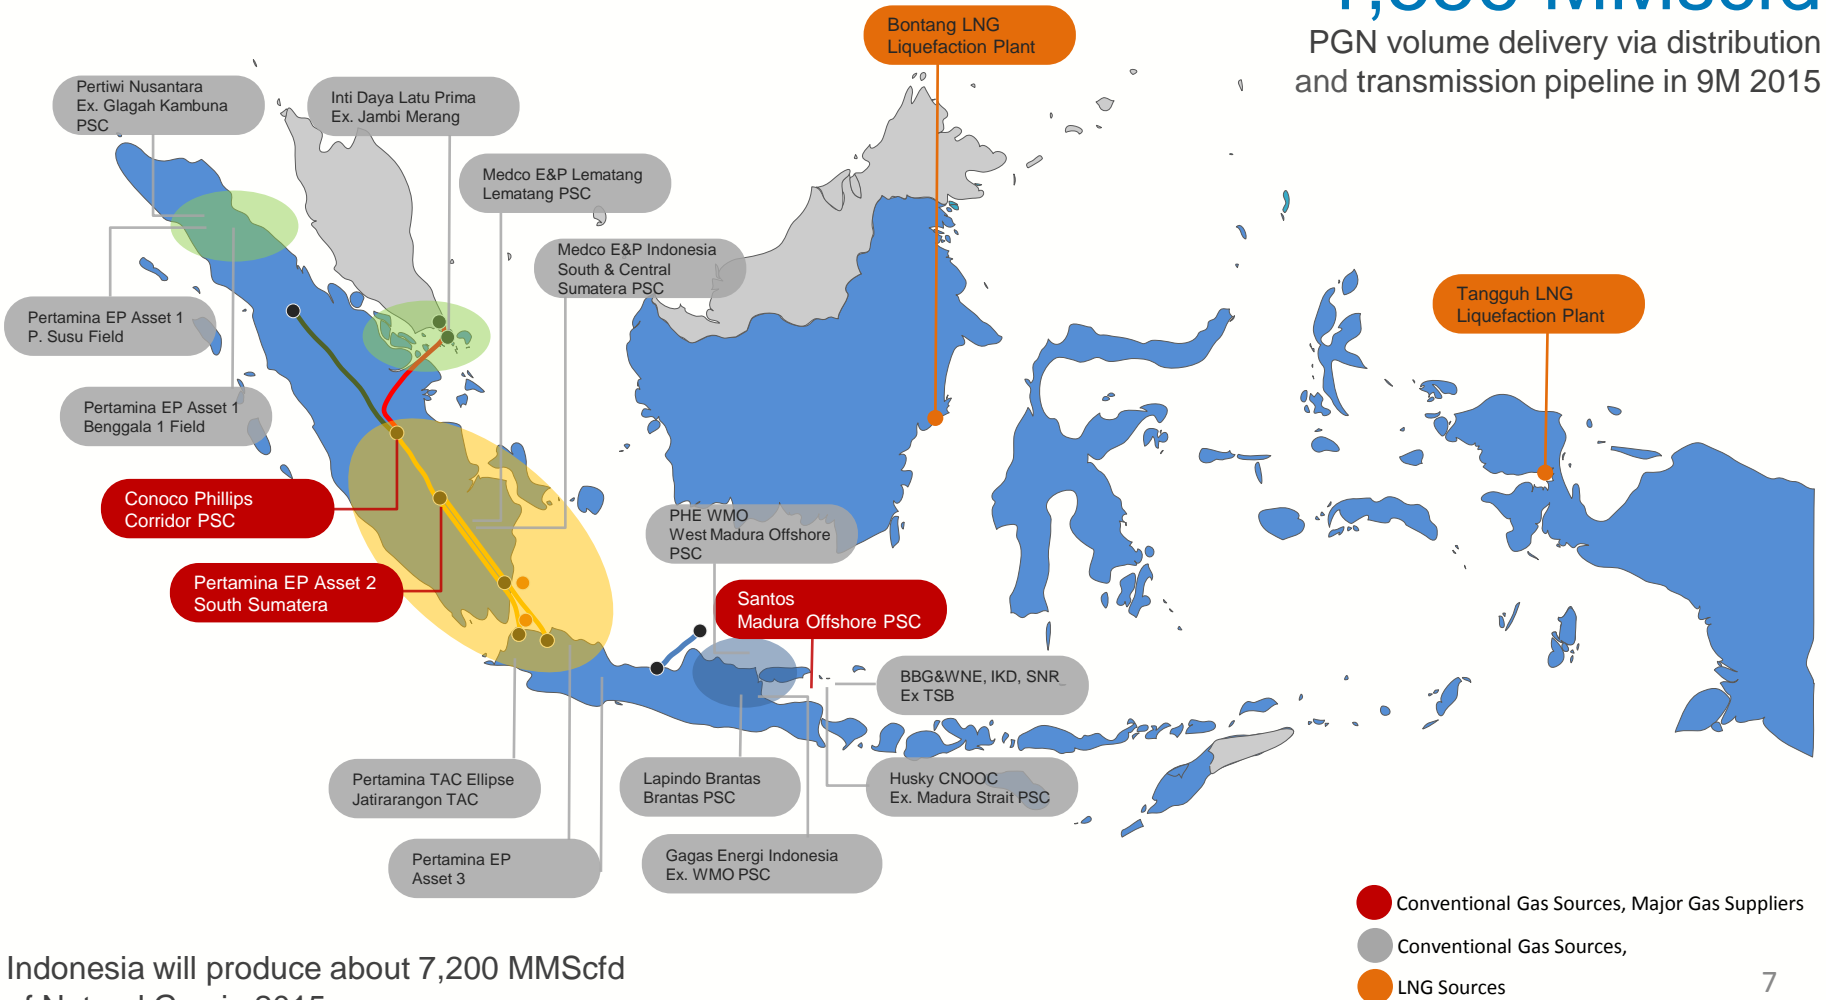 PGN volume delivery via distribution
and transmission pipeline in 9M 2015
Bontang LNG
Liquefaction Plant
Pertiwi Nusantara
Ex. Glagah Kambuna
PSC
Inti Daya Latu Prima
Ex. Jambi Merang
Medco E&P Lematang
Lematang PSC
Medco E&P Indonesia
South & Central
Sumatera PSC
Tangguh LNG
Liquefaction Plant
Pertamina EP Asset 1
P. Susu Field
Pertamina EP Asset 1
Benggala 1 Field
Conoco Phillips
Corridor PSC
PHE WMO
West Madura Offshore
PSC
Pertamina EP Asset 2
South Sumatera
Santos
Madura Offshore PSC
BBG&WNE, IKD, SNR_
Ex TSB
Pertamina TAC Ellipse
Jatirarangon TAC
Lapindo Brantas
Brantas PSC
Husky CNOOC
Ex. Madura Strait PSC
Pertamina EP
Asset 3
Gagas Energi Indonesia
Ex. WMO PSC
Conventional Gas Sources, Major Gas Suppliers
Conventional Gas Sources,
LNG Sources
Indonesia will produce about 7,200 MMScfd
7